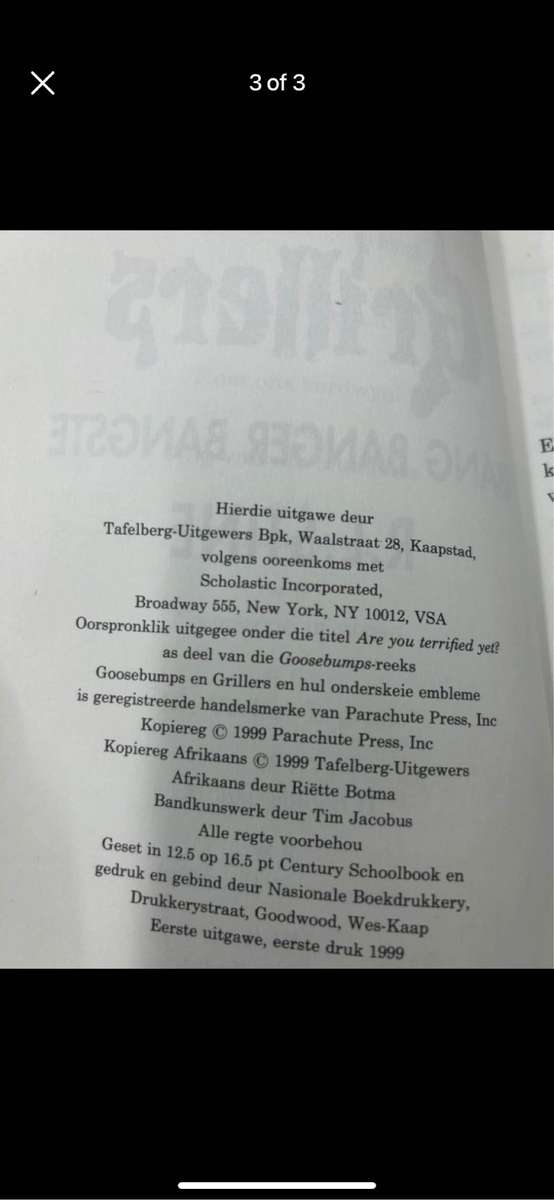 3 of 3
Grillers
BANG BANGER BANGSTE
E
k
v
Hierdie uitgawe deur
Tafelberg-Uitgewers Bpk, Waalstraat 28, Kaapstad,
volgens ooreenkoms met
Scholastic Incorporated,
Broadway 555, New York, NY 10012, VSA
Oorspronklik uitgegee onder die titel Are you terrified yet?
as deel van die Goosebumps-reeks
Goosebumps en Grillers en hul onderskeie embleme
is geregistreerde handelsmerke van Parachute Press, Inc
Kopiereg © 1999 Parachute Press, Inc
Kopiereg Afrikaans © 1999 Tafelberg-Uitgewers
Afrikaans deur Riëtte Botma
Bandkunswerk deur Tim Jacobus
Alle regte voorbehou
Geset in 12.5 op 16.5 pt Century Schoolbook en
gedruk en gebind deur Nasionale Boekdrukkery,
Drukkerystraat, Goodwood, Wes-Kaap
Eerste uitgawe, eerste druk 1999